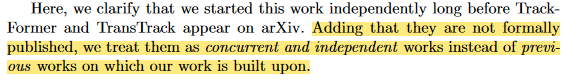 Here, we clarify that we started this work independently long before Track-
Former and TransTrack appear on arXiv. Adding that they are not formally
published, we treat them as concurrent and independent works instead of previ-
ous works on which our work is built upon.